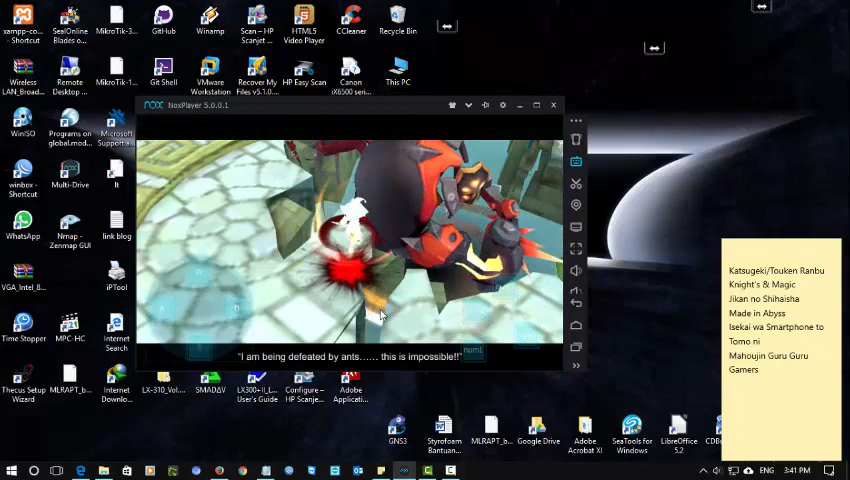 xampp-co...
- Shortcut
SealOnline
Blades o...
GitHub
MikroTik-3...
Winamp
Scan – HP
Scanjet ...
HTML5
Video Player
CCleaner
Recycle Bin
Wireless
LAN_Broad...
Remote
Desktop ...
MikroTik-1...
Git Shell
VMware
Workstation
Recover My
Files v5.1.0...
HP Easy Scan
Canon
iX6500 seri...
This PC
nox NoxPlayer 5.0.0.1
WinISO
Programs on
global.mod...
Microsoft
Support a...
winbox -
Shortcut
Multi-Drive
It
WhatsApp
Nmap -
Zenmap GUI
link blog
VGA_Intel_8...
iPTool
Time Stopper
MPC-HC
Internet
Search
A
D
num1
"I am being defeated by ants...... this is impossible!!"
Thecus Setup
Wizard
MLRAPT_b...
Internet
Downlo...
LX-310_Vol...
SMADΔV
LX300+II_L...
User's Guide
Configure –
HP Scanje...
Adobe
Applicati...
GNS3
Styrofoam
Bantuan...
MLRAPT_b...
Google Drive
Adobe
Acrobat XI
SeaTools for
Windows
LibreOffice
5.2
CDB
Katsugeki/Touken Ranbu
Knight's & Magic
Jikan no Shihaisha
Made in Abyss
Isekai wa Smartphone to
Tomo ni
Mahoujin Guru Guru
Gamers
ENG
3:41 PM